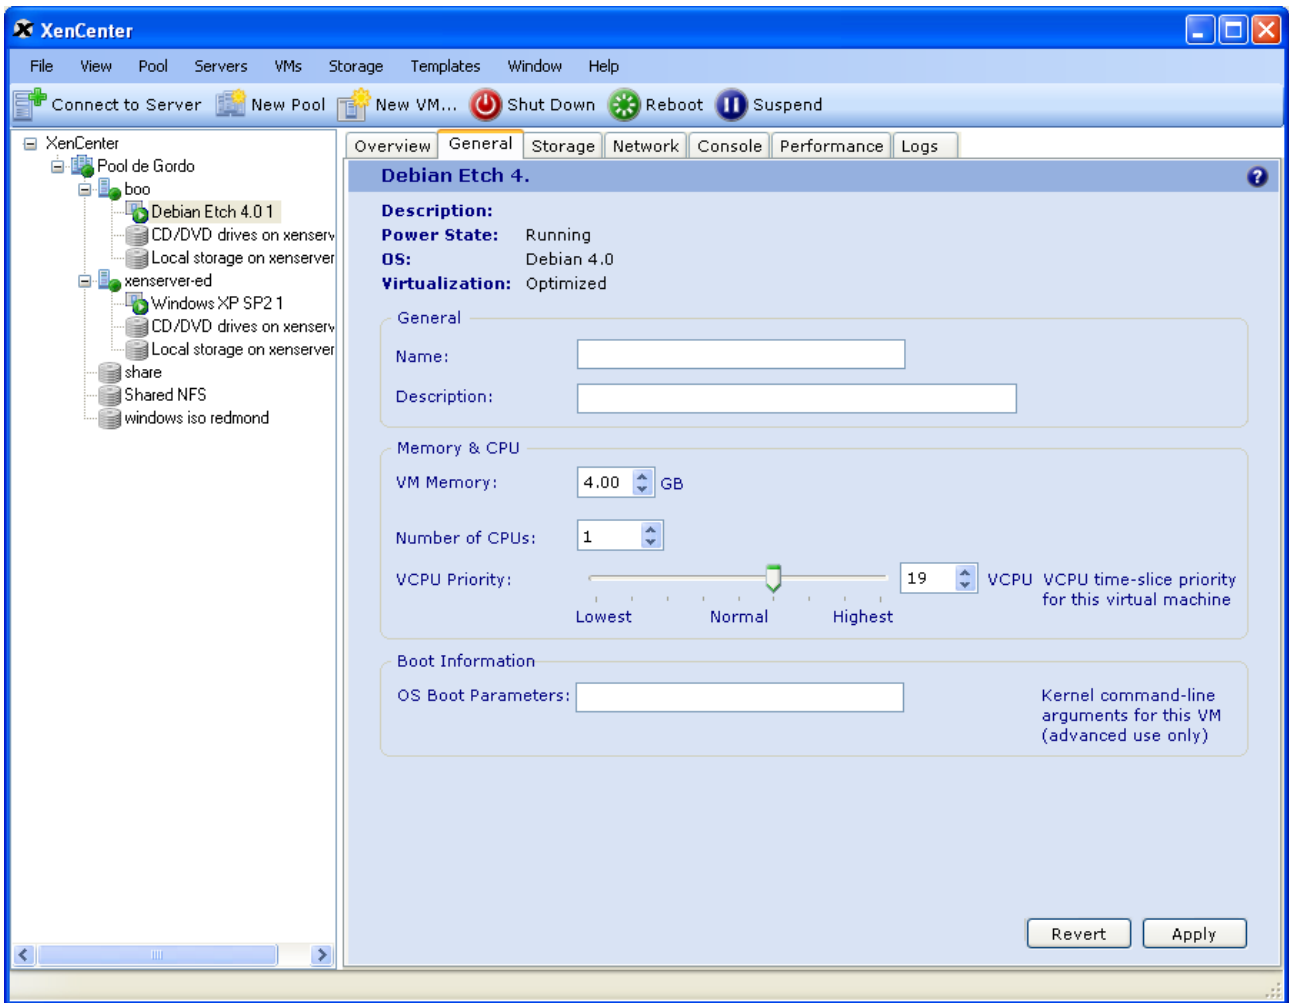 XenCenter
File View Pool Servers VMs Storage Templates Window Help
Connect to Server New Pool New VM... Shut Down Reboot Suspend
XenCenter
Pool de Gordo
boo
Debian Etch 4.0 1
CD/DVD drives on xenserv
Local storage on xenserver
xenserver-ed
Windows XP SP2 1
CD/DVD drives on xenserv
Local storage on xenserver
share
Shared NFS
windows iso redmond
Overview General Storage Network Console Performance Logs
Debian Etch 4.
Description:
Power State: Running
OS: Debian 4.0
Virtualization: Optimized
General
Name:
Description:
Memory & CPU
VM Memory: 4.00 GB
Number of CPUs: 1
VCPU Priority: 19 VCPU VCPU time-slice priority
for this virtual machine
Lowest Normal Highest
Boot Information
OS Boot Parameters: Kernel command-line
arguments for this VM
(advanced use only)
Revert Apply